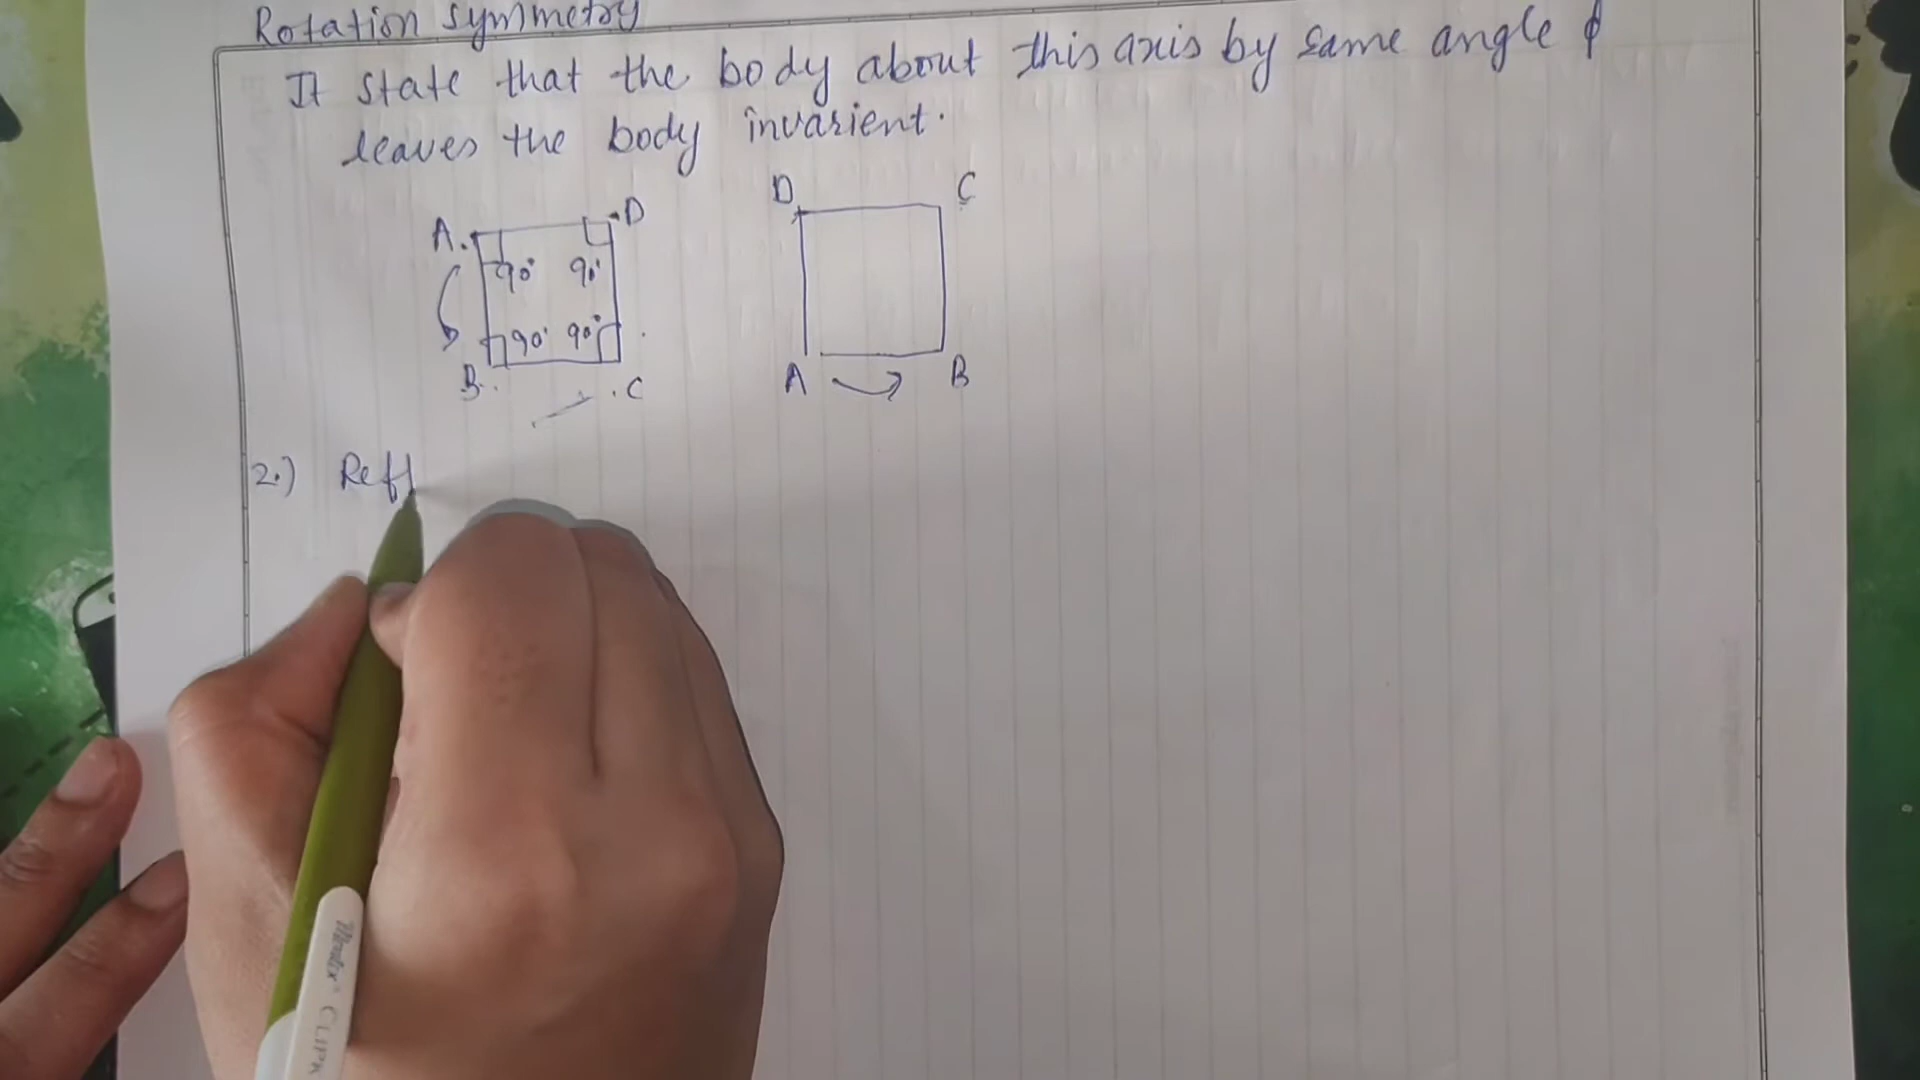 Rotation symmetry
It state that the body about this axis by same angle ϕ
leaves the body invarient.
A. D
90° 90°
90° 90°
B. .C
D C
A B
2.) Refl